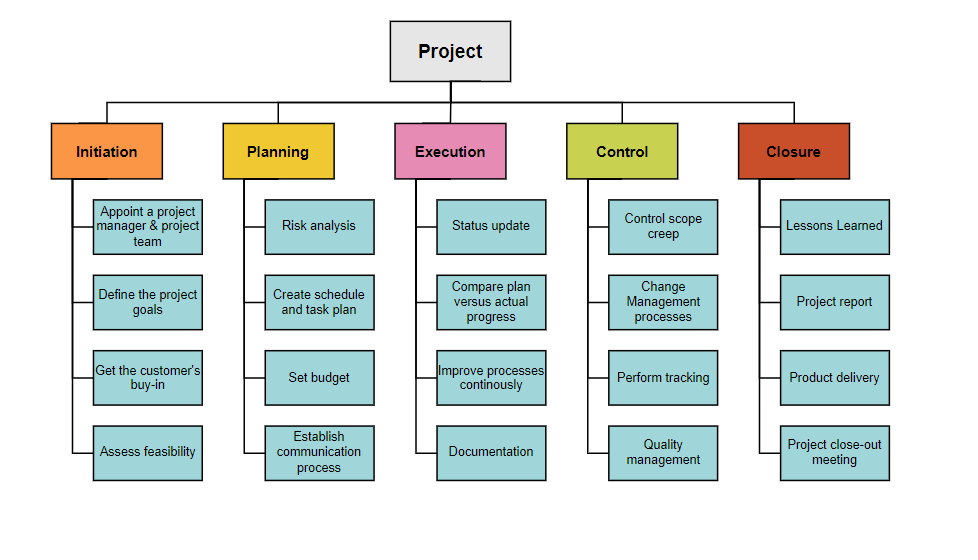 Project
Initiation
Planning
Execution
Control
Closure
Appoint a project
manager & project
team
Risk analysis
Status update
Control scope
creep
Lessons Learned
Define the project
goals
Create schedule
and task plan
Compare plan
versus actual
progress
Change
Management
processes
Project report
Get the customer's
buy-in
Set budget
Improve processes
continously
Perform tracking
Product delivery
Assess feasibility
Establish
communication
process
Documentation
Quality
management
Project close-out
meeting